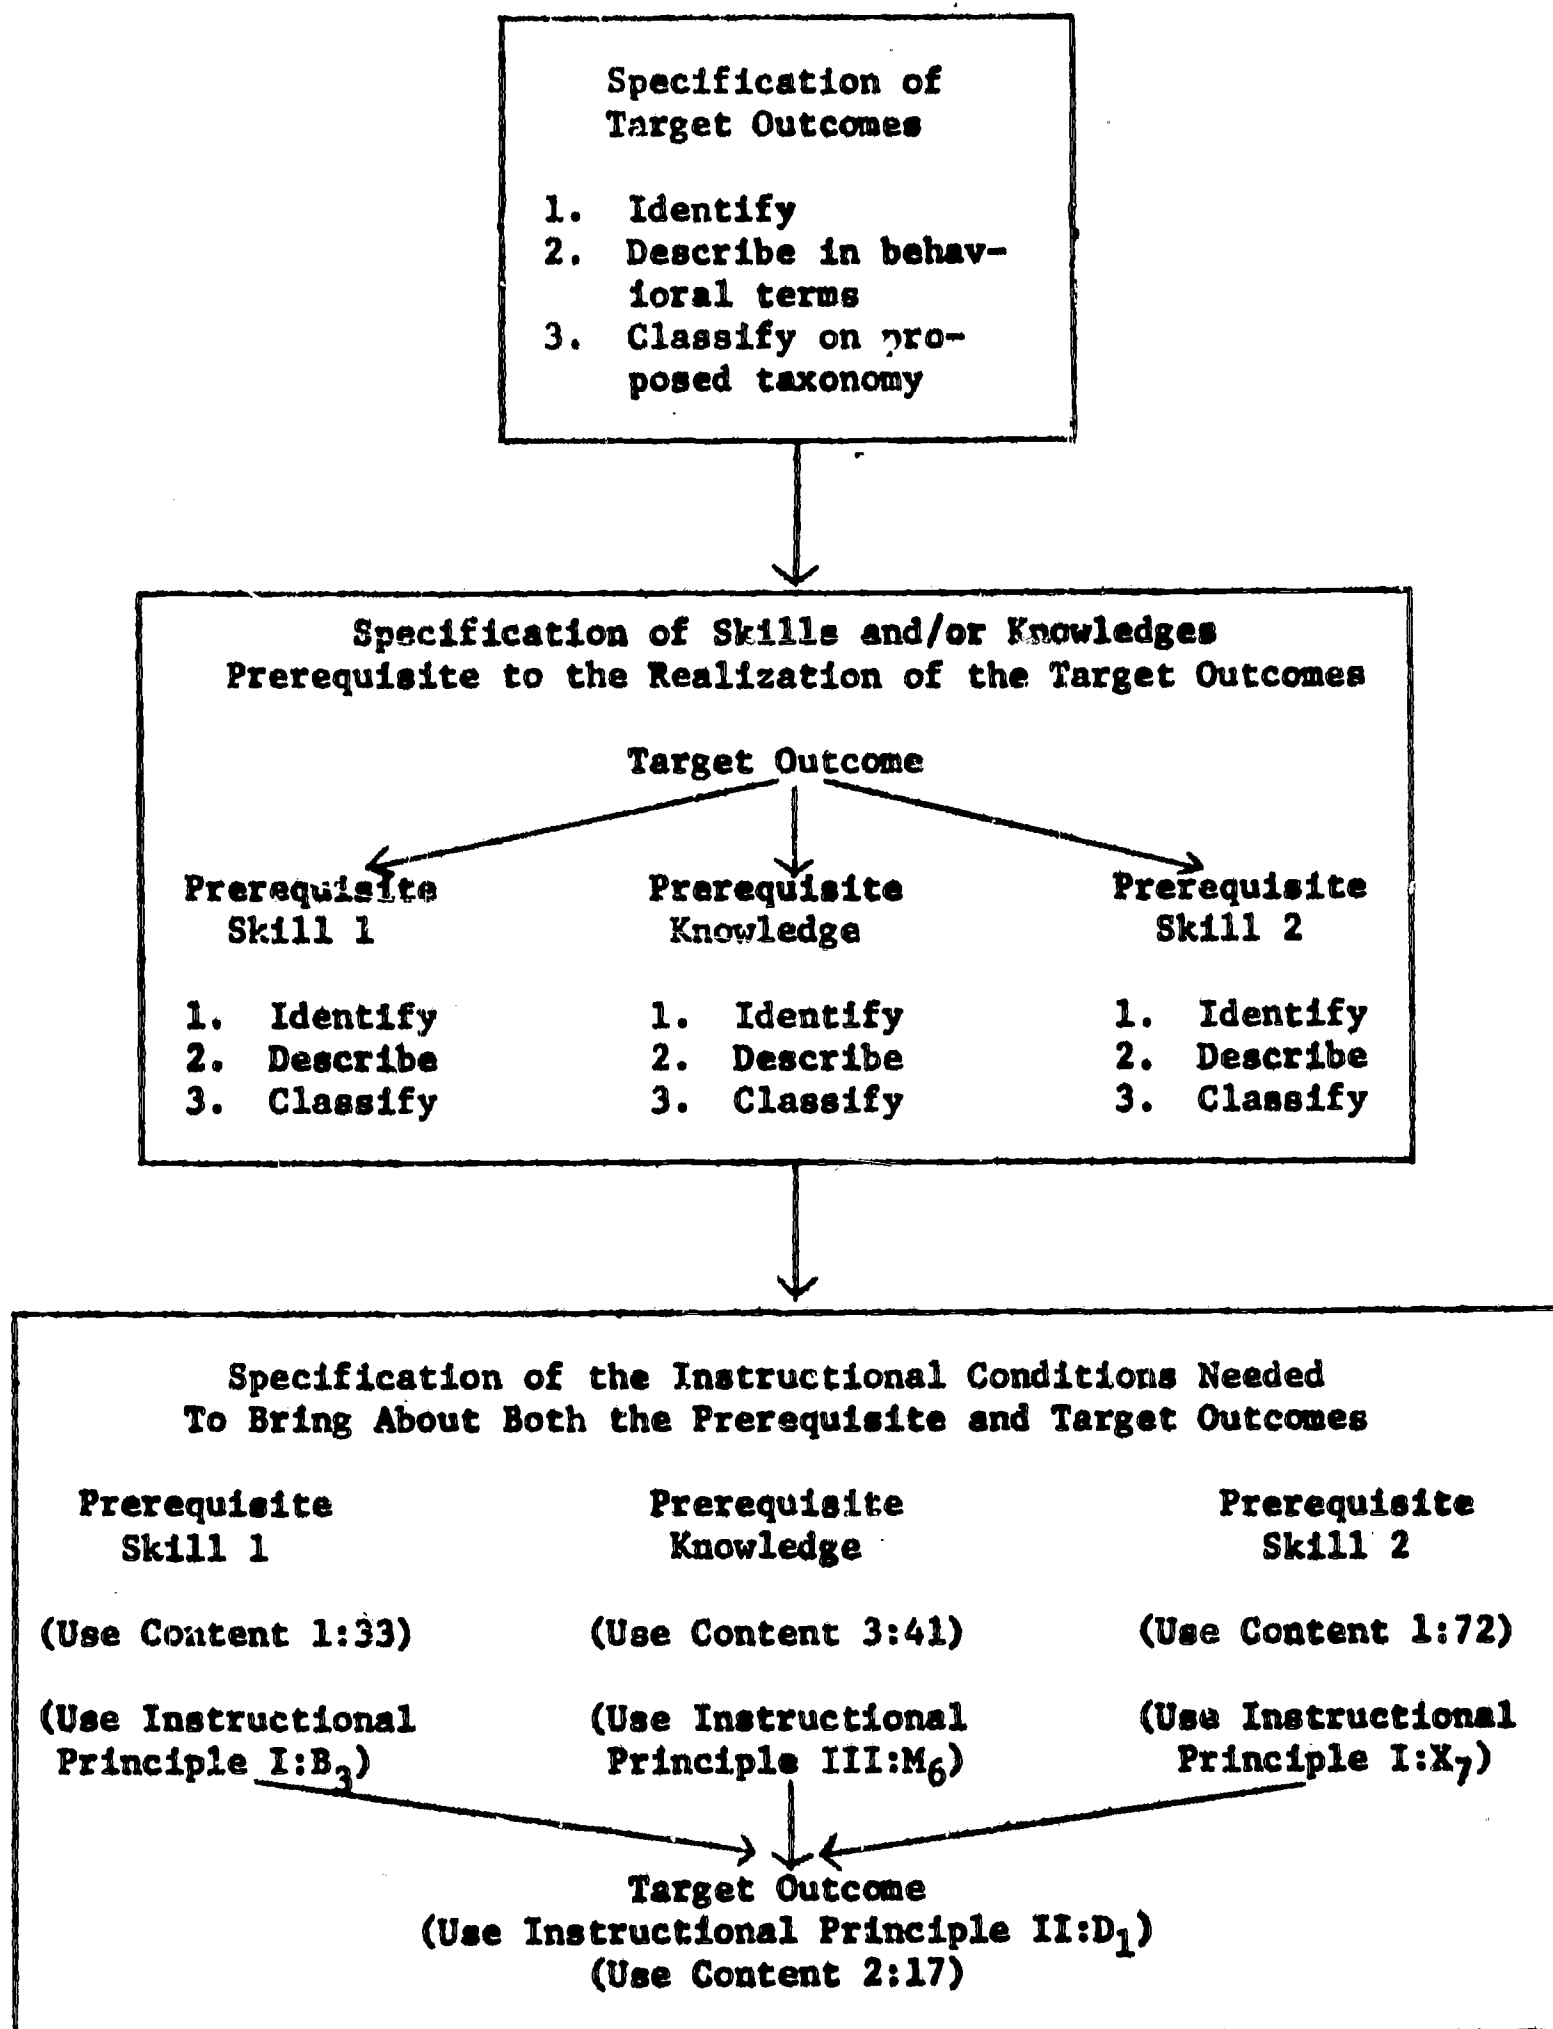 Specification of
Target Outcomes
1. Identify
2. Describe in behav-
ioral terms
3. Classify on pro-
posed taxonomy
Specification of Skills and/or Knowledges
Prerequisite to the Realization of the Target Outcomes
Target Outcome
Prerequisite Prerequisite Prerequisite
Skill 1 Knowledge Skill 2
1. Identify 1. Identify 1. Identify
2. Describe 2. Describe 2. Describe
3. Classify 3. Classify 3. Classify
Specification of the Instructional Conditions Needed
To Bring About Both the Prerequisite and Target Outcomes
Prerequisite Prerequisite Prerequisite
Skill 1 Knowledge Skill 2
(Use Content 1:33) (Use Content 3:41) (Use Content 1:72)
(Use Instructional (Use Instructional (Use Instructional
Principle I:B₃) Principle III:M₆) Principle I:X₇)
Target Outcome
(Use Instructional Principle II:D₁)
(Use Content 2:17)